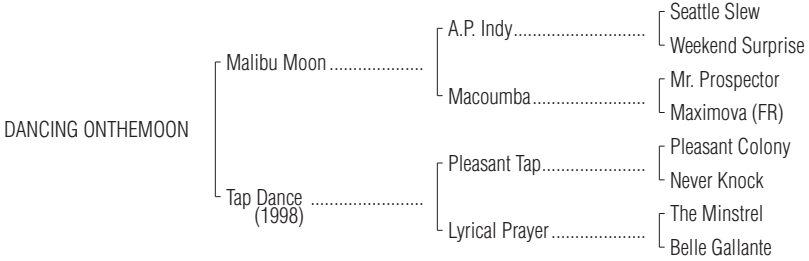 Seattle Slew
A.P. Indy.............................
Weekend Surprise
Malibu Moon ....................
Mr. Prospector
Macoumba.........................
Maximova (FR)
DANCING ONTHEMOON
Pleasant Colony
Pleasant Tap.......................
Never Knock
Tap Dance ........................
(1998)
The Minstrel
Lyrical Prayer ....................
Belle Gallante